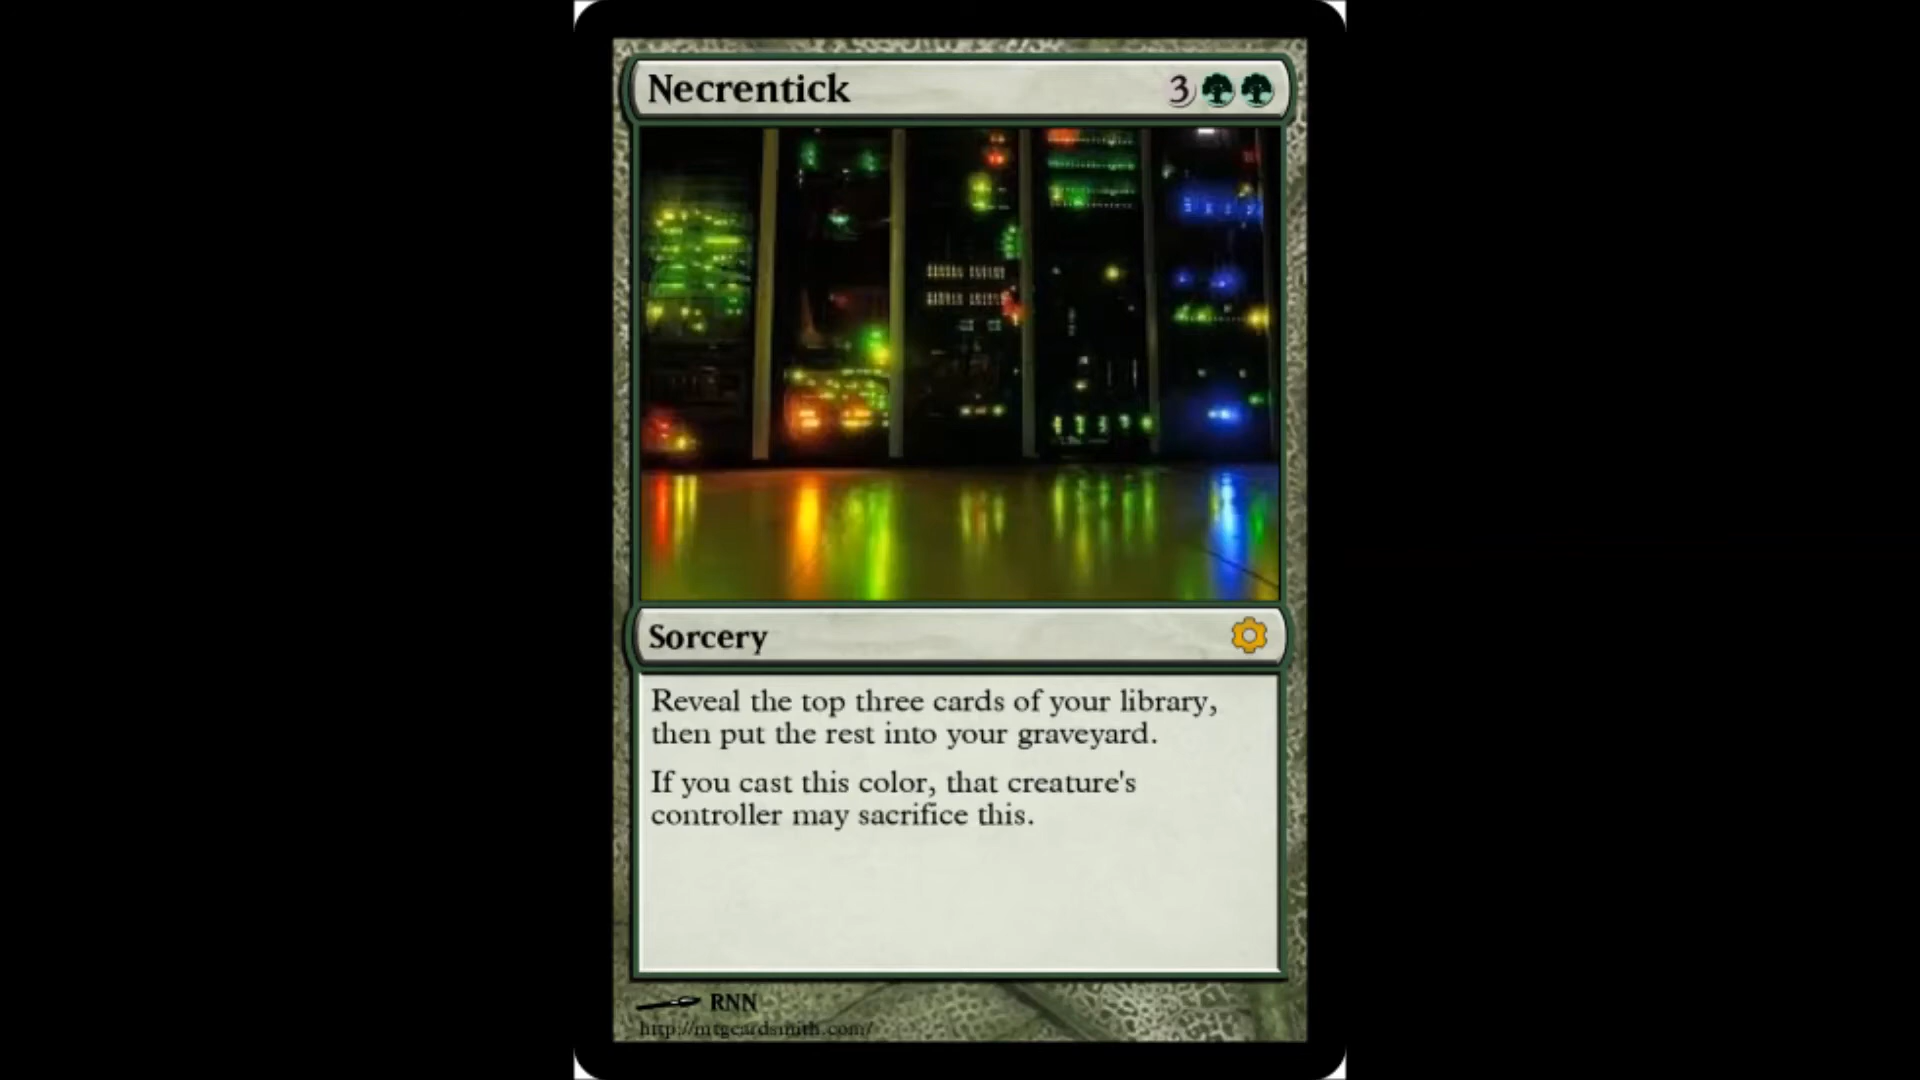 Necrentick 3
Sorcery
Reveal the top three cards of your library,
then put the rest into your graveyard.
If you cast this color, that creature's
controller may sacrifice this.
RNN
http://mtgcardsmith.com/